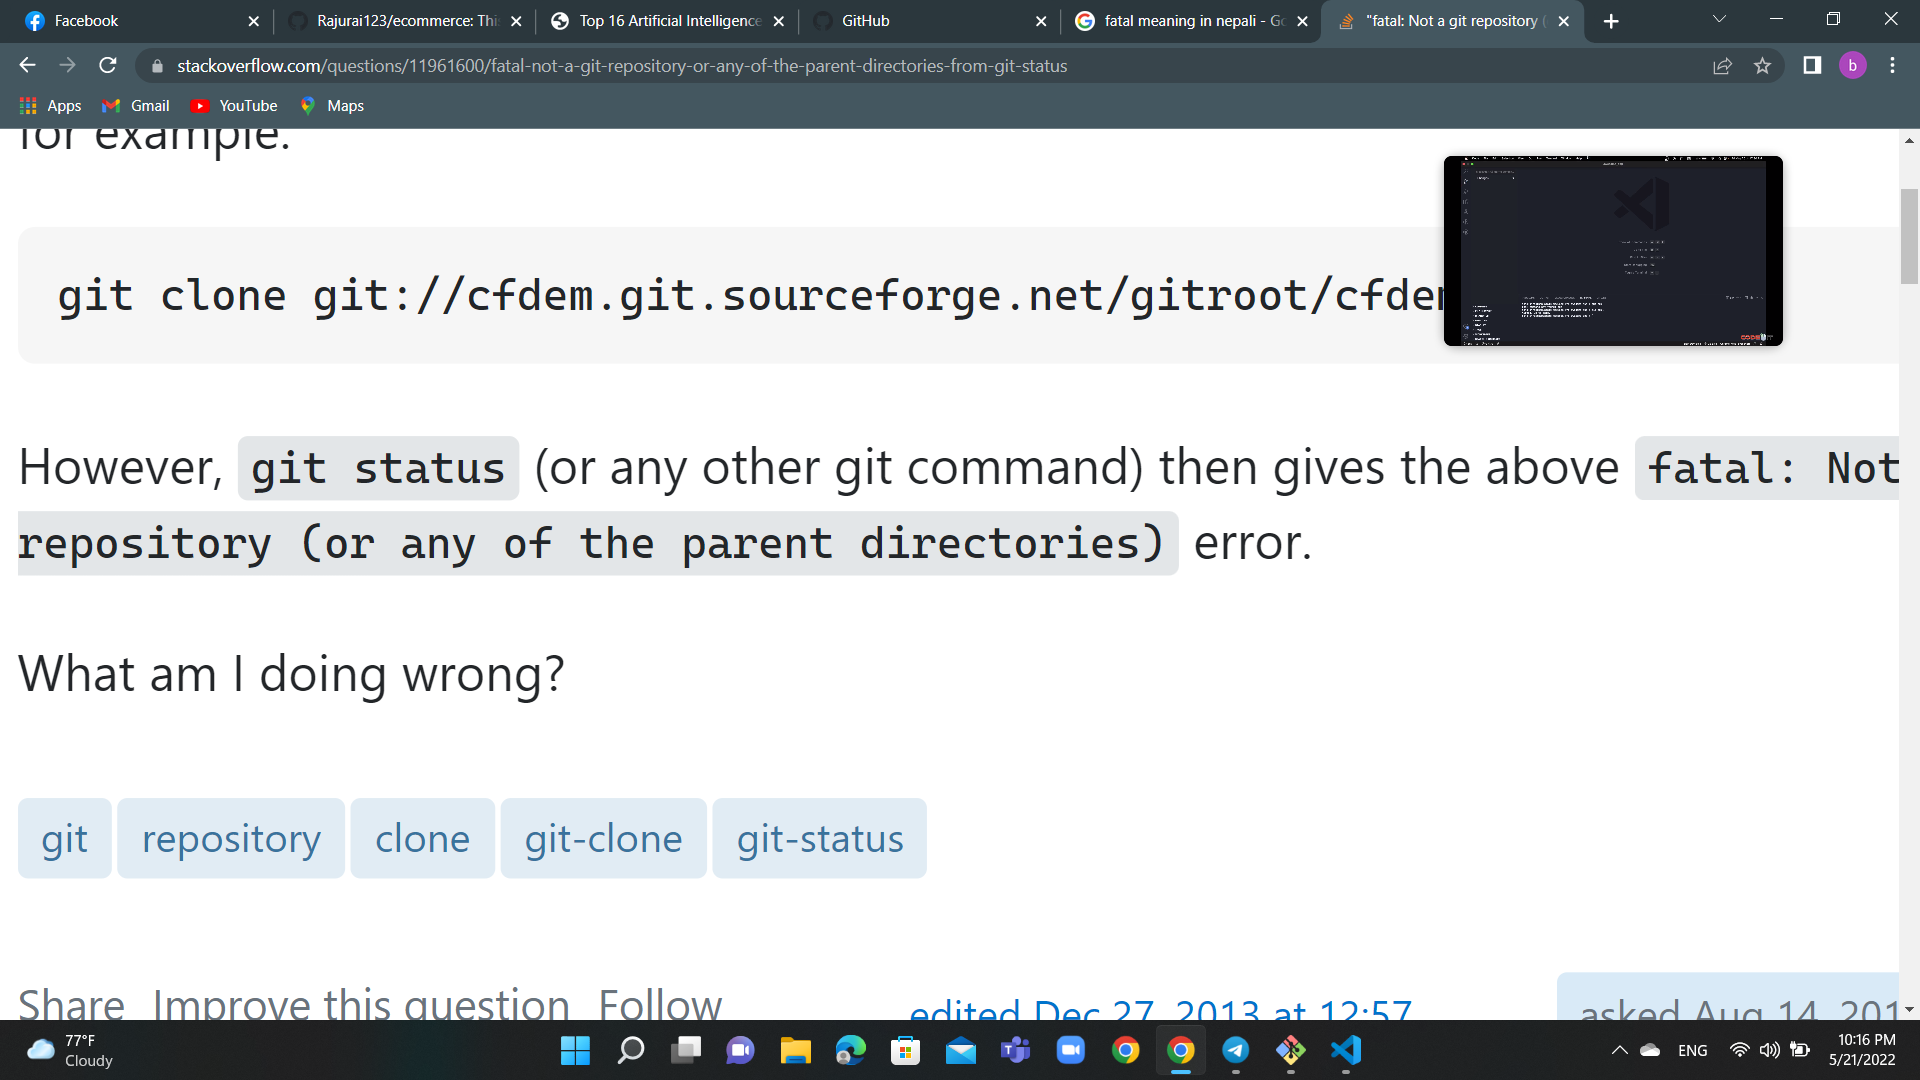 Facebook
Rajurai123/ecommerce: Thi
Top 16 Artificial Intelligence
GitHub
fatal meaning in nepali - Go
"fatal: Not a git repository (
stackoverflow.com/questions/11961600/fatal-not-a-git-repository-or-any-of-the-parent-directories-from-git-status
b
Apps
Gmail
YouTube
Maps
for example.
git clone git://cfdem.git.sourceforge.net/gitroot/cfdem
However, git status (or any other git command) then gives the above fatal: Not
repository (or any of the parent directories) error.
What am I doing wrong?
git repository clone git-clone git-status
Share Improve this question Follow
edited Dec 27, 2013 at 12:57
asked Aug 14, 201
77°F
Cloudy
ENG
10:16 PM
5/21/2022